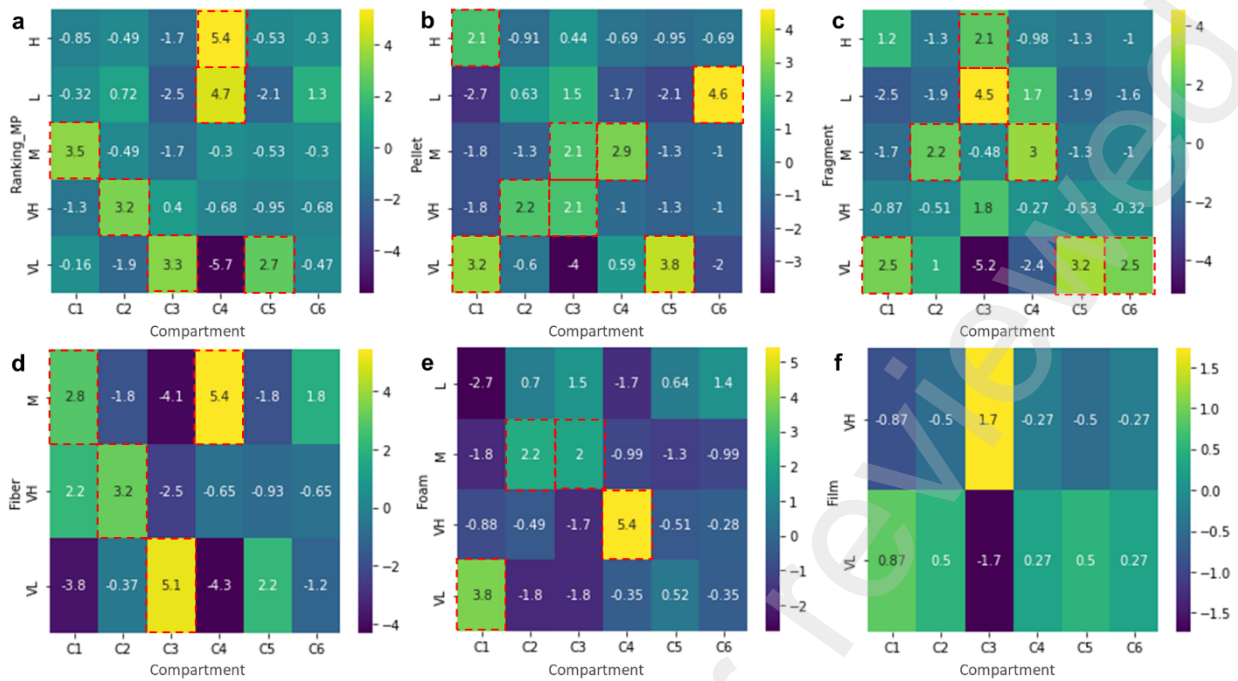 a
Ranking_MP
H -0.85 -0.49 -1.7 5.4 -0.53 -0.3
L -0.32 0.72 -2.5 4.7 -2.1 1.3
M 3.5 -0.49 -1.7 -0.3 -0.53 -0.3
VH -1.3 3.2 0.4 -0.68 -0.95 -0.68
VL -0.16 -1.9 3.3 -5.7 2.7 -0.47
C1 C2 C3 C4 C5 C6
Compartment
4
2
0
−2
−4
b
Pellet
H 2.1 -0.91 0.44 -0.69 -0.95 -0.69
L -2.7 0.63 1.5 -1.7 -2.1 4.6
M -1.8 -1.3 2.1 2.9 -1.3 -1
VH -1.8 2.2 2.1 -1 -1.3 -1
VL 3.2 -0.6 -4 0.59 3.8 -2
C1 C2 C3 C4 C5 C6
Compartment
4
3
2
1
0
−1
−2
−3
c
Fragment
H 1.2 -1.3 2.1 -0.98 -1.3 -1
L -2.5 -1.9 4.5 1.7 -1.9 -1.6
M -1.7 2.2 -0.48 3 -1.3 -1
VH -0.87 -0.51 1.8 -0.27 -0.53 -0.32
VL 2.5 1 -5.2 -2.4 3.2 2.5
C1 C2 C3 C4 C5 C6
Compartment
4
2
0
−2
−4
d
Fiber
M 2.8 -1.8 -4.1 5.4 -1.8 1.8
VH 2.2 3.2 -2.5 -0.65 -0.93 -0.65
VL -3.8 -0.37 5.1 -4.3 2.2 -1.2
C1 C2 C3 C4 C5 C6
Compartment
4
2
0
−2
−4
e
Foam
L -2.7 0.7 1.5 -1.7 0.64 1.4
M -1.8 2.2 2 -0.99 -1.3 -0.99
VH -0.88 -0.49 -1.7 5.4 -0.51 -0.28
VL 3.8 -1.8 -1.8 -0.35 0.52 -0.35
C1 C2 C3 C4 C5 C6
Compartment
5
4
3
2
1
0
−1
−2
f
Film
VH -0.87 -0.5 1.7 -0.27 -0.5 -0.27
VL 0.87 0.5 -1.7 0.27 0.5 0.27
C1 C2 C3 C4 C5 C6
Compartment
1.5
1.0
0.5
0.0
−0.5
−1.0
−1.5
r reviewed